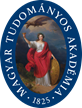 MAGYAR TUDOMÁNYOS AKADÉMIA
· 1825 ·